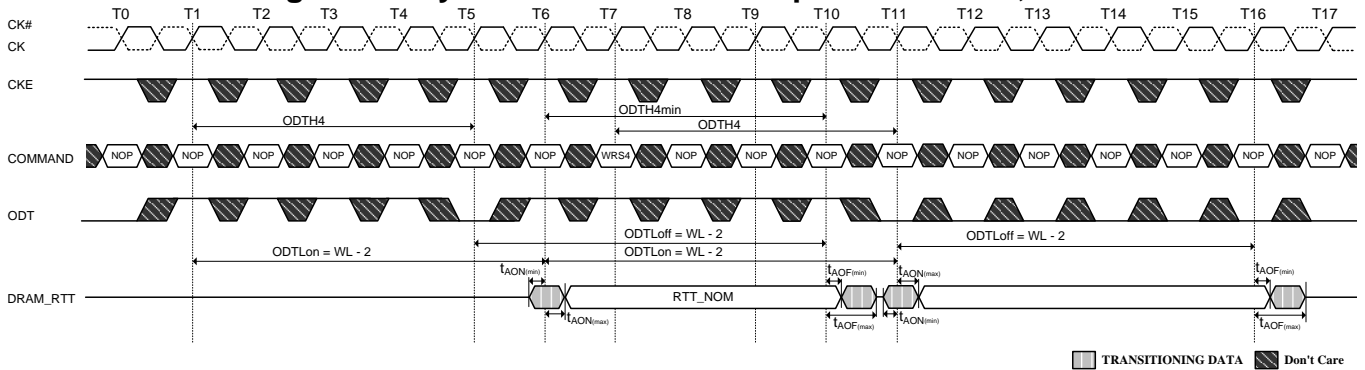 T0 T1 T2 T3 T4 T5 T6 T7 T8 T9 T10 T11 T12 T13 T14 T15 T16 T17
CK#
CK
CKE
ODTH4min
ODTH4
ODTH4
COMMAND NOP NOP NOP NOP NOP NOP NOP WRS4 NOP NOP NOP NOP NOP NOP NOP NOP NOP NOP
ODT
ODTLoff = WL - 2 ODTLoff = WL - 2
ODTLon = WL - 2 ODTLon = WL - 2
tAON(min) tAOF(min) tAON(max) tAOF(min)
DRAM_RTT RTT_NOM
tAON(max) tAOF(max) tAON(min) tAOF(max)
TRANSITIONING DATA Don't Care